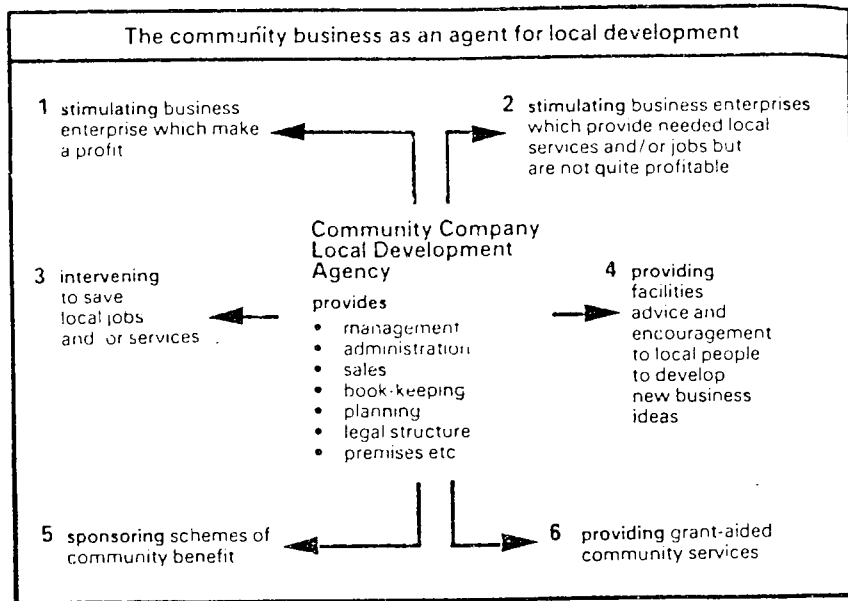 The community business as an agent for local development
1 stimulating business
enterprise which make
a profit
2 stimulating business enterprises
which provide needed local
services and/or jobs but
are not quite profitable
Community Company
Local Development
Agency
provides
• management
• administration
• sales
• book-keeping
• planning
• legal structure
• premises etc
3 intervening
to save
local jobs
and or services
4 providing
facilities
advice and
encouragement
to local people
to develop
new business
ideas
5 sponsoring schemes of
community benefit
6 providing grant-aided
community services